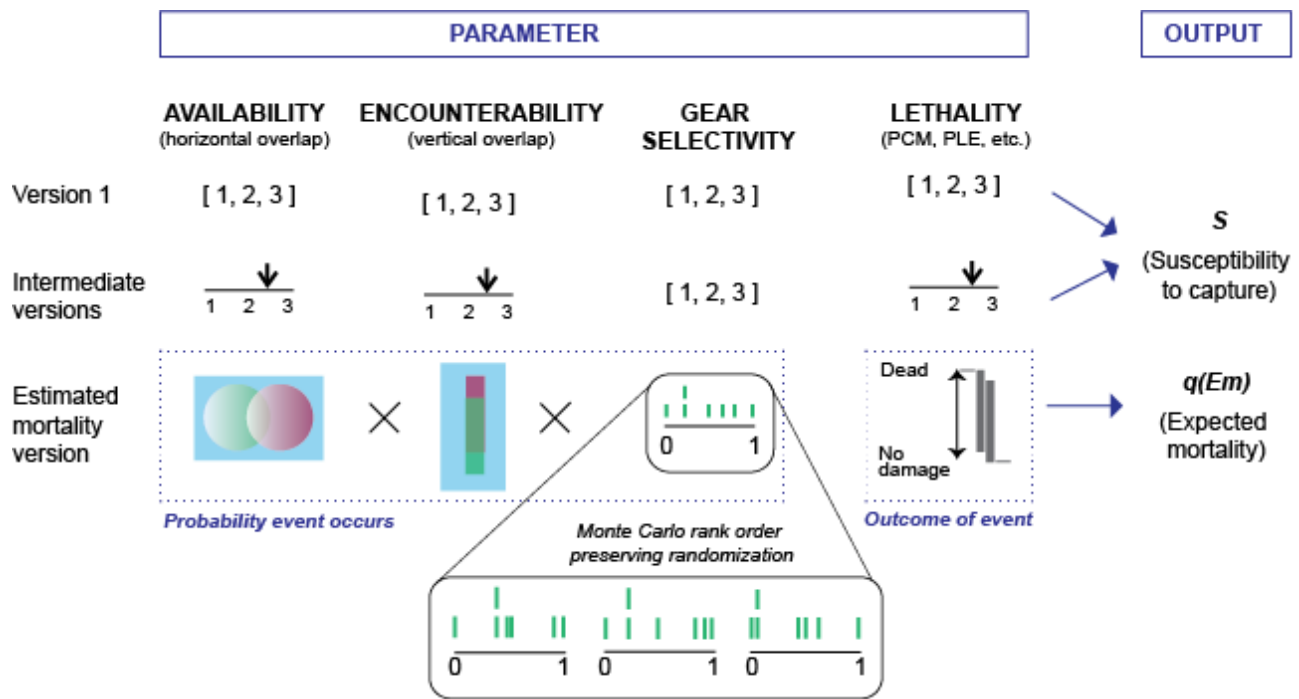 PARAMETER
OUTPUT
AVAILABILITY
(horizontal overlap)
ENCOUNTERABILITY
(vertical overlap)
GEAR
SELECTIVITY
LETHALITY
(PCM, PLE, etc.)
Version 1
[ 1, 2, 3 ]
[ 1, 2, 3 ]
[ 1, 2, 3 ]
[ 1, 2, 3 ]
S
(Susceptibility
to capture)
Intermediate
versions
1 2 3
1 2 3
[ 1, 2, 3 ]
1 2 3
Estimated
mortality
version
0 1
Dead
No
damage
q(Em)
(Expected
mortality)
Probability event occurs
Outcome of event
Monte Carlo rank order
preserving randomization
0 1
0 1
0 1